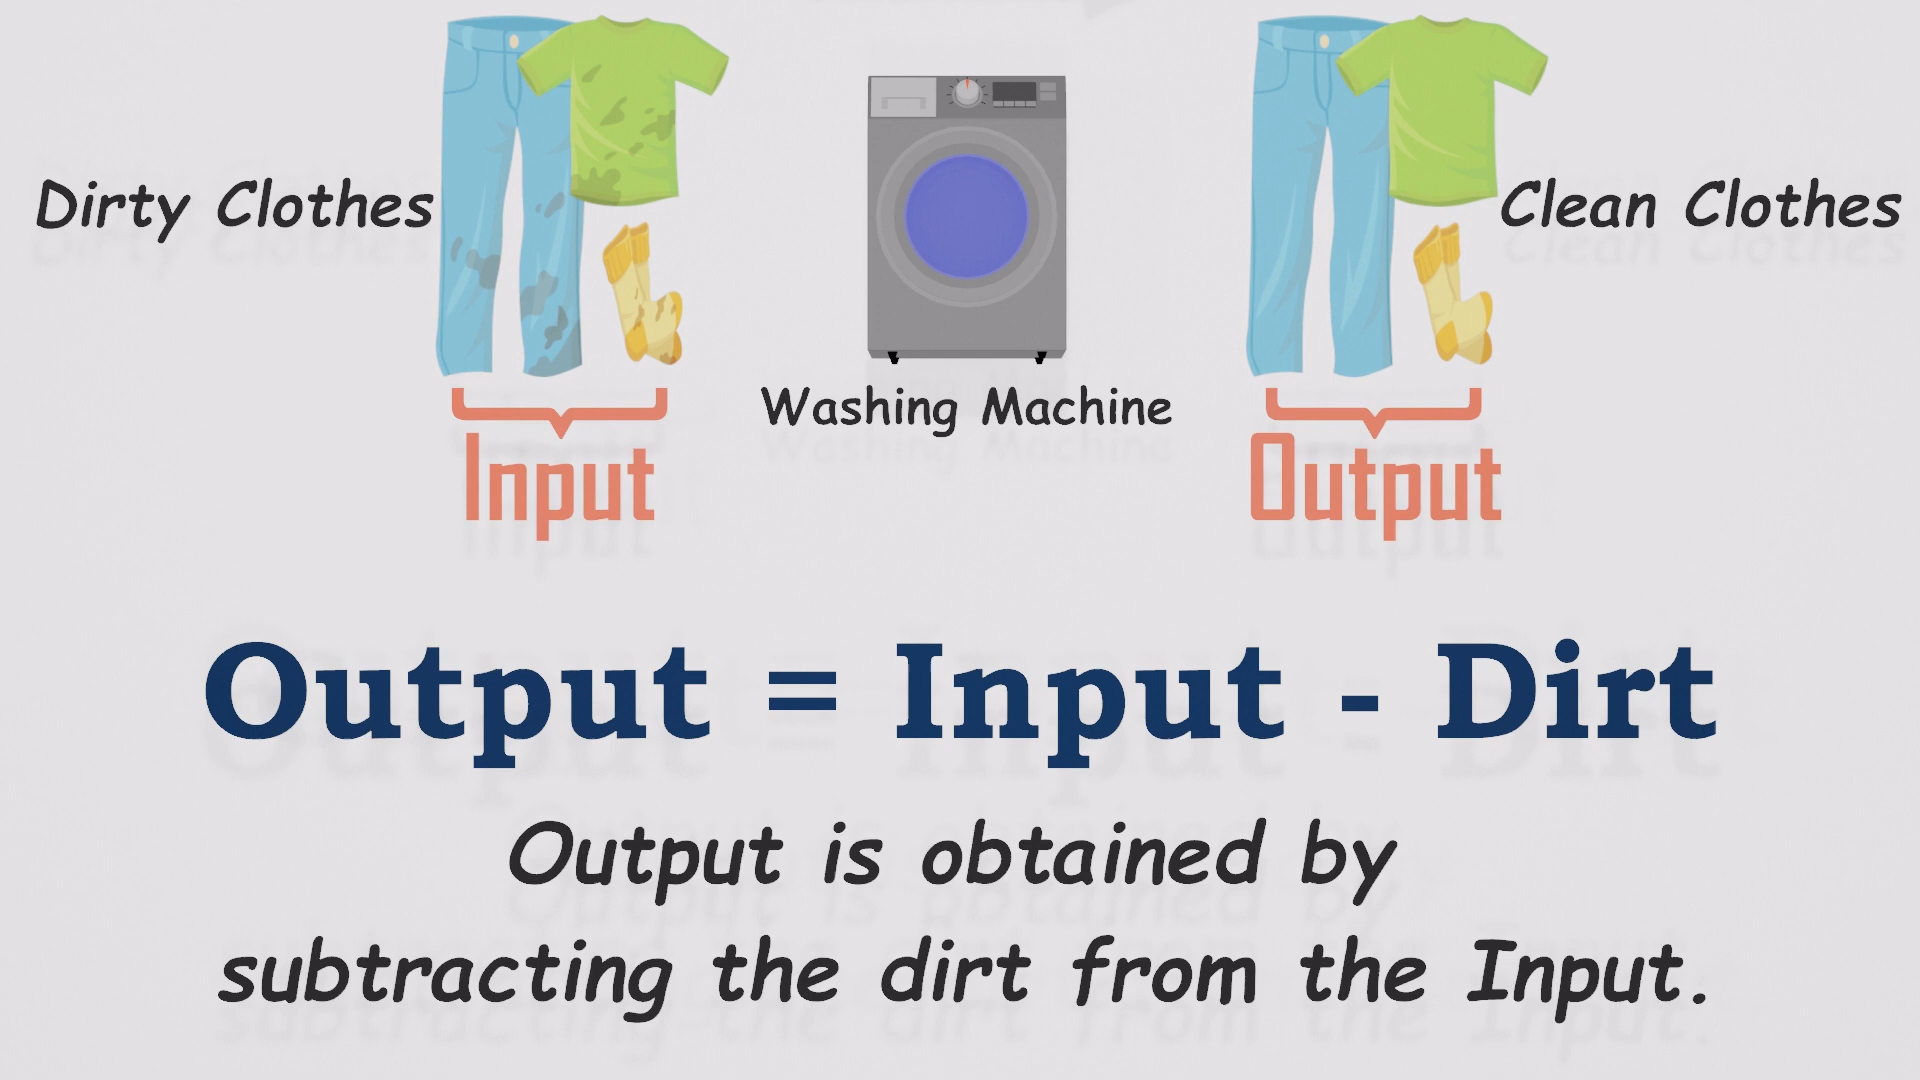 Dirty Clothes
Clean Clothes
Washing Machine
Input
Output
Output = Input - Dirt
Output is obtained by
subtracting the dirt from the Input.